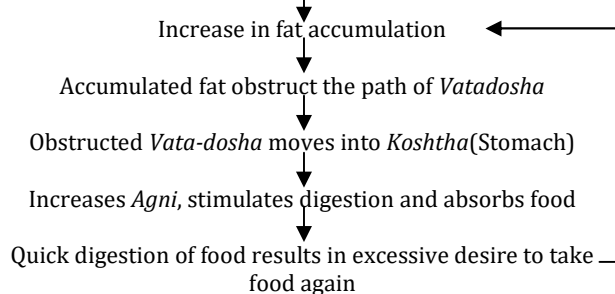 Increase in fat accumulation
Accumulated fat obstruct the path of Vatadosha
Obstructed Vata-dosha moves into Koshtha(Stomach)
Increases Agni, stimulates digestion and absorbs food
Quick digestion of food results in excessive desire to take
food again